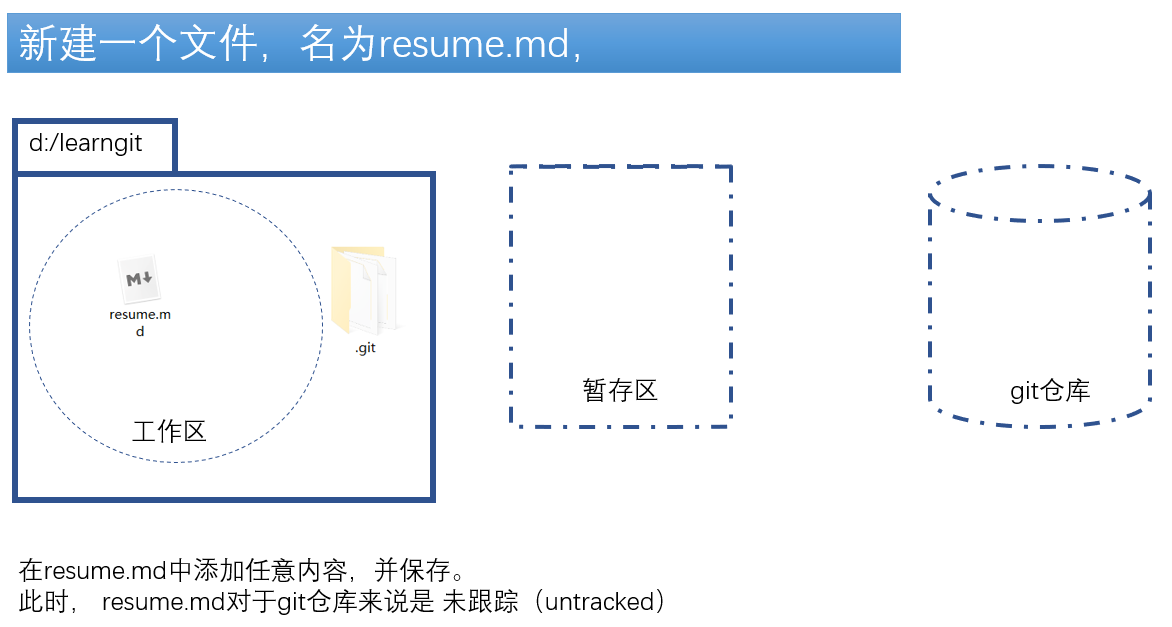 新建一个文件，名为resume.md，
d:/learngit
resume.m
d
.git
工作区
暂存区
git仓库
在resume.md中添加任意内容，并保存。
此时， resume.md对于git仓库来说是 未跟踪（untracked）